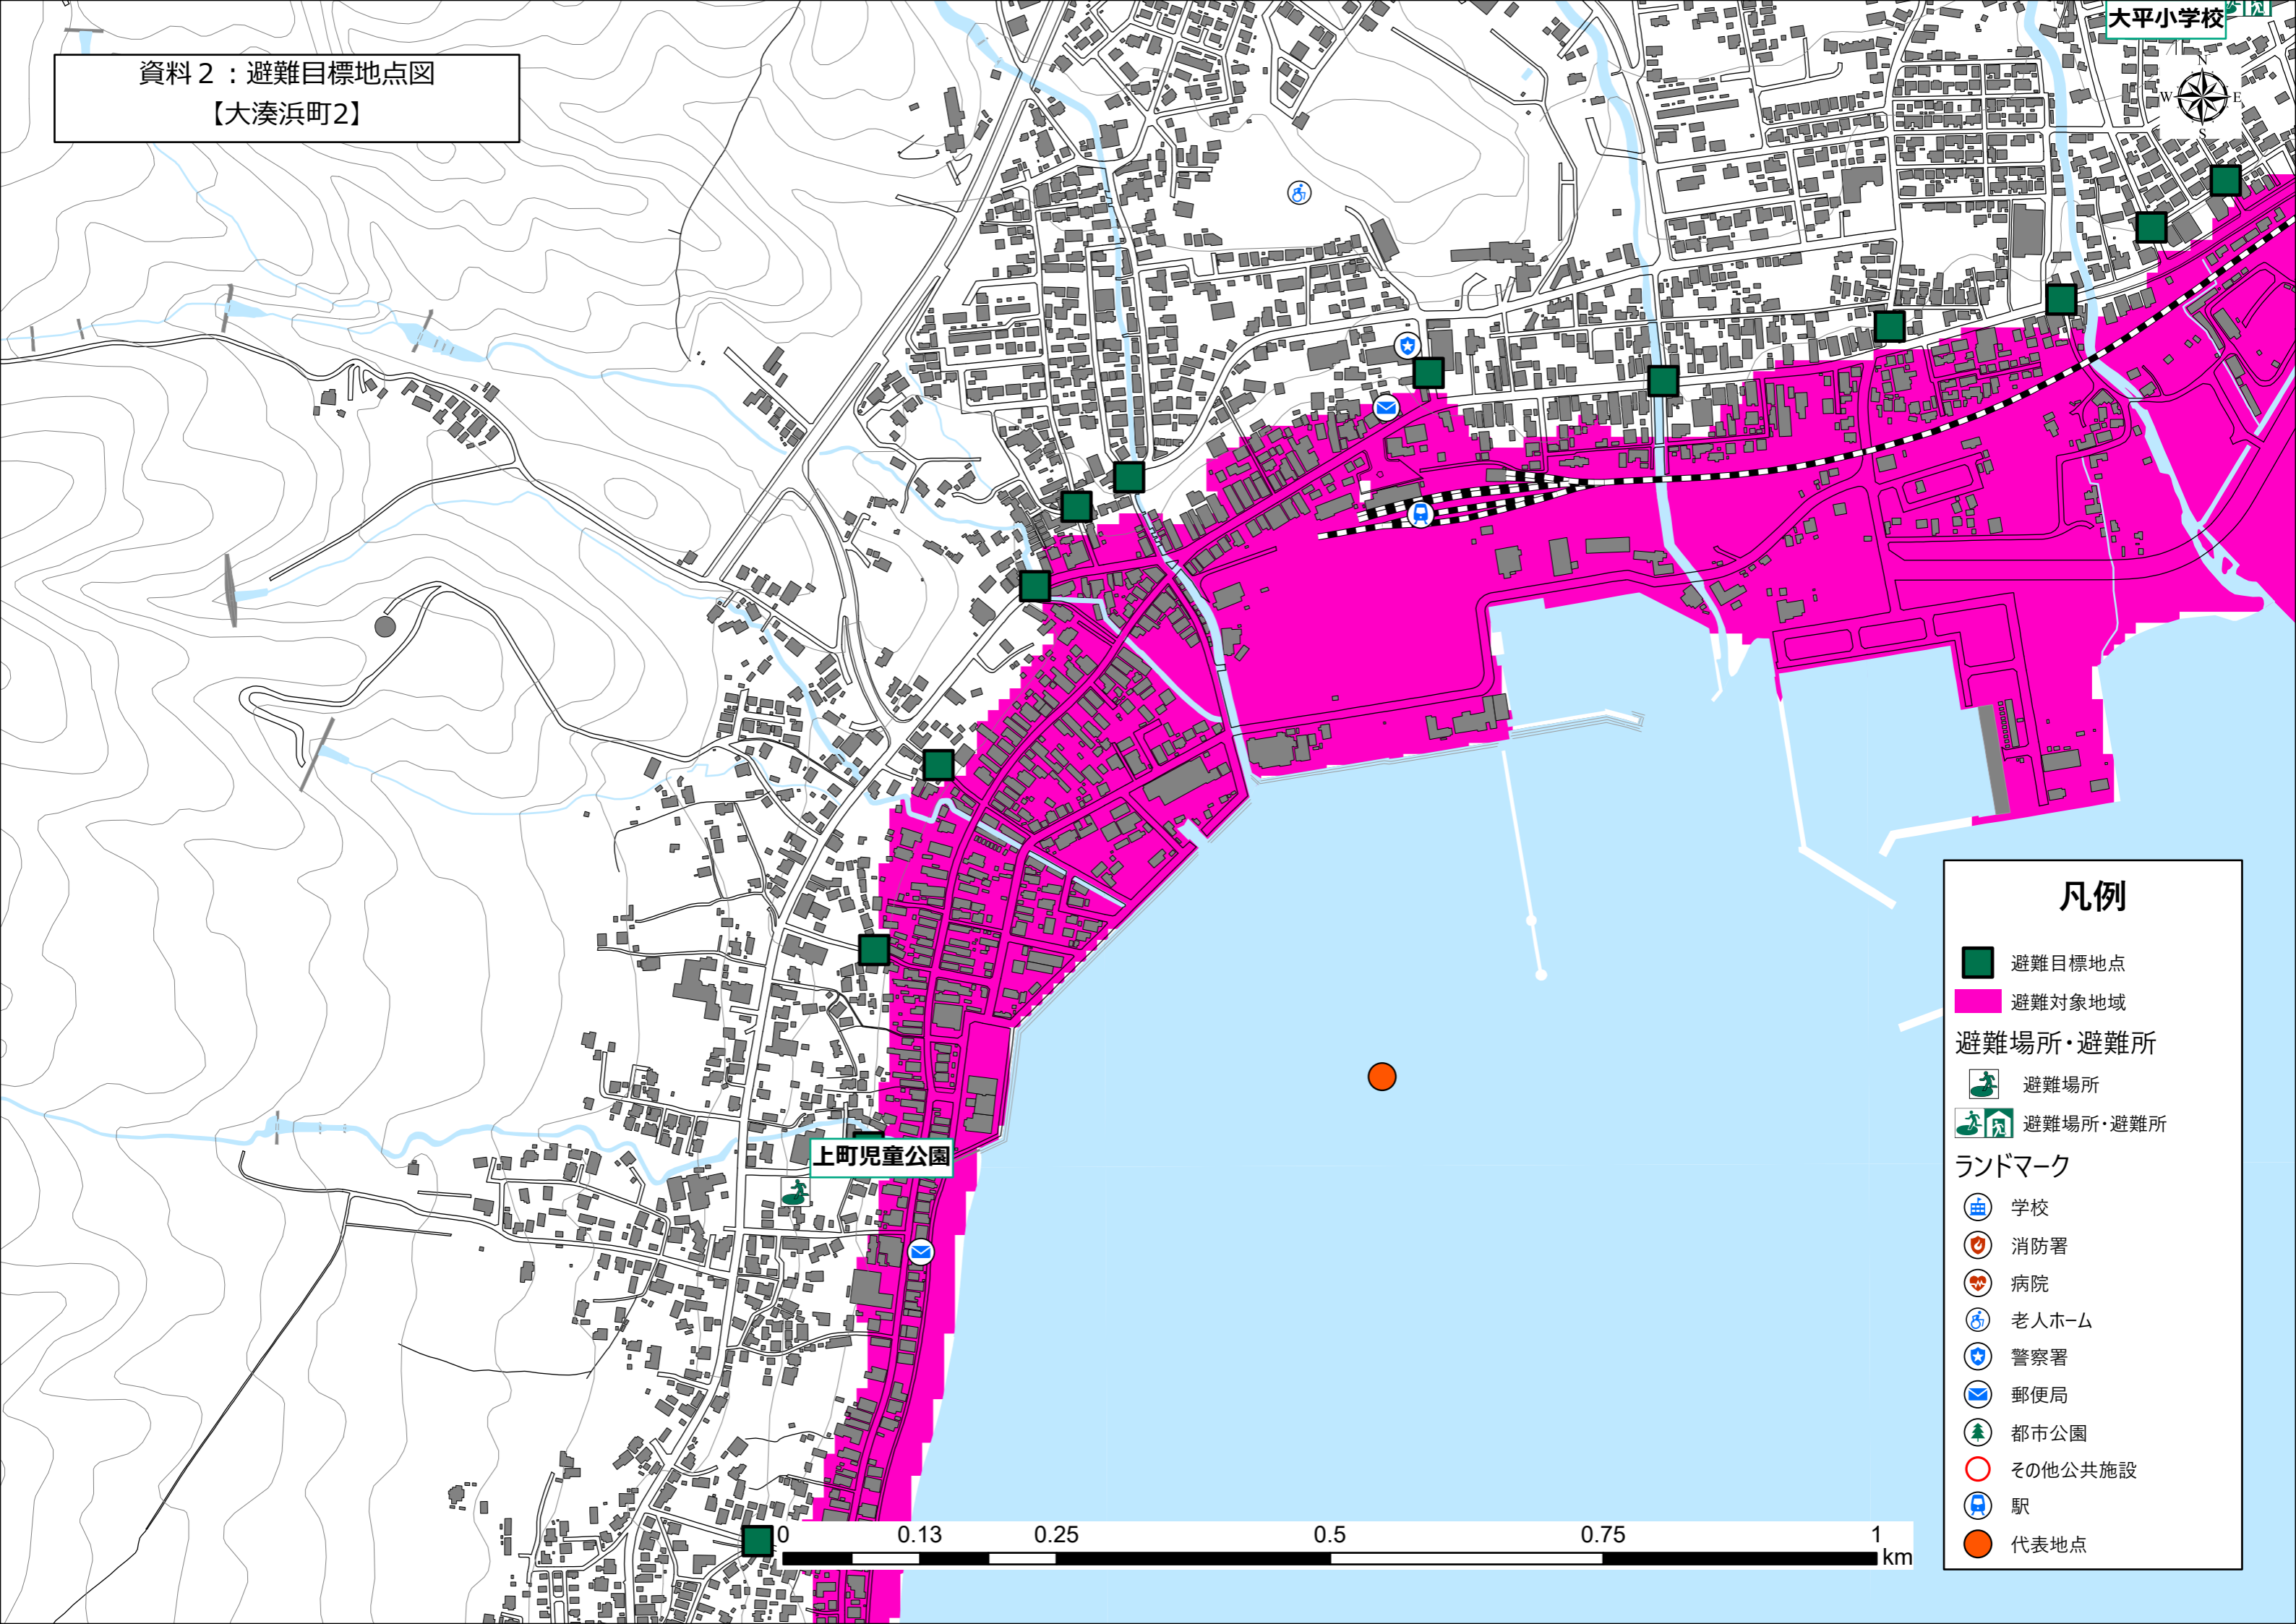 資料２：避難目標地点図
【大湊浜町2】
大平小学校
N
W
E
S
上町児童公園
凡例
避難目標地点
避難対象地域
避難場所・避難所
避難場所
避難場所・避難所
ランドマーク
学校
消防署
病院
老人ホーム
警察署
郵便局
都市公園
その他公共施設
駅
代表地点
0 0.13 0.25 0.5 0.75 1
km